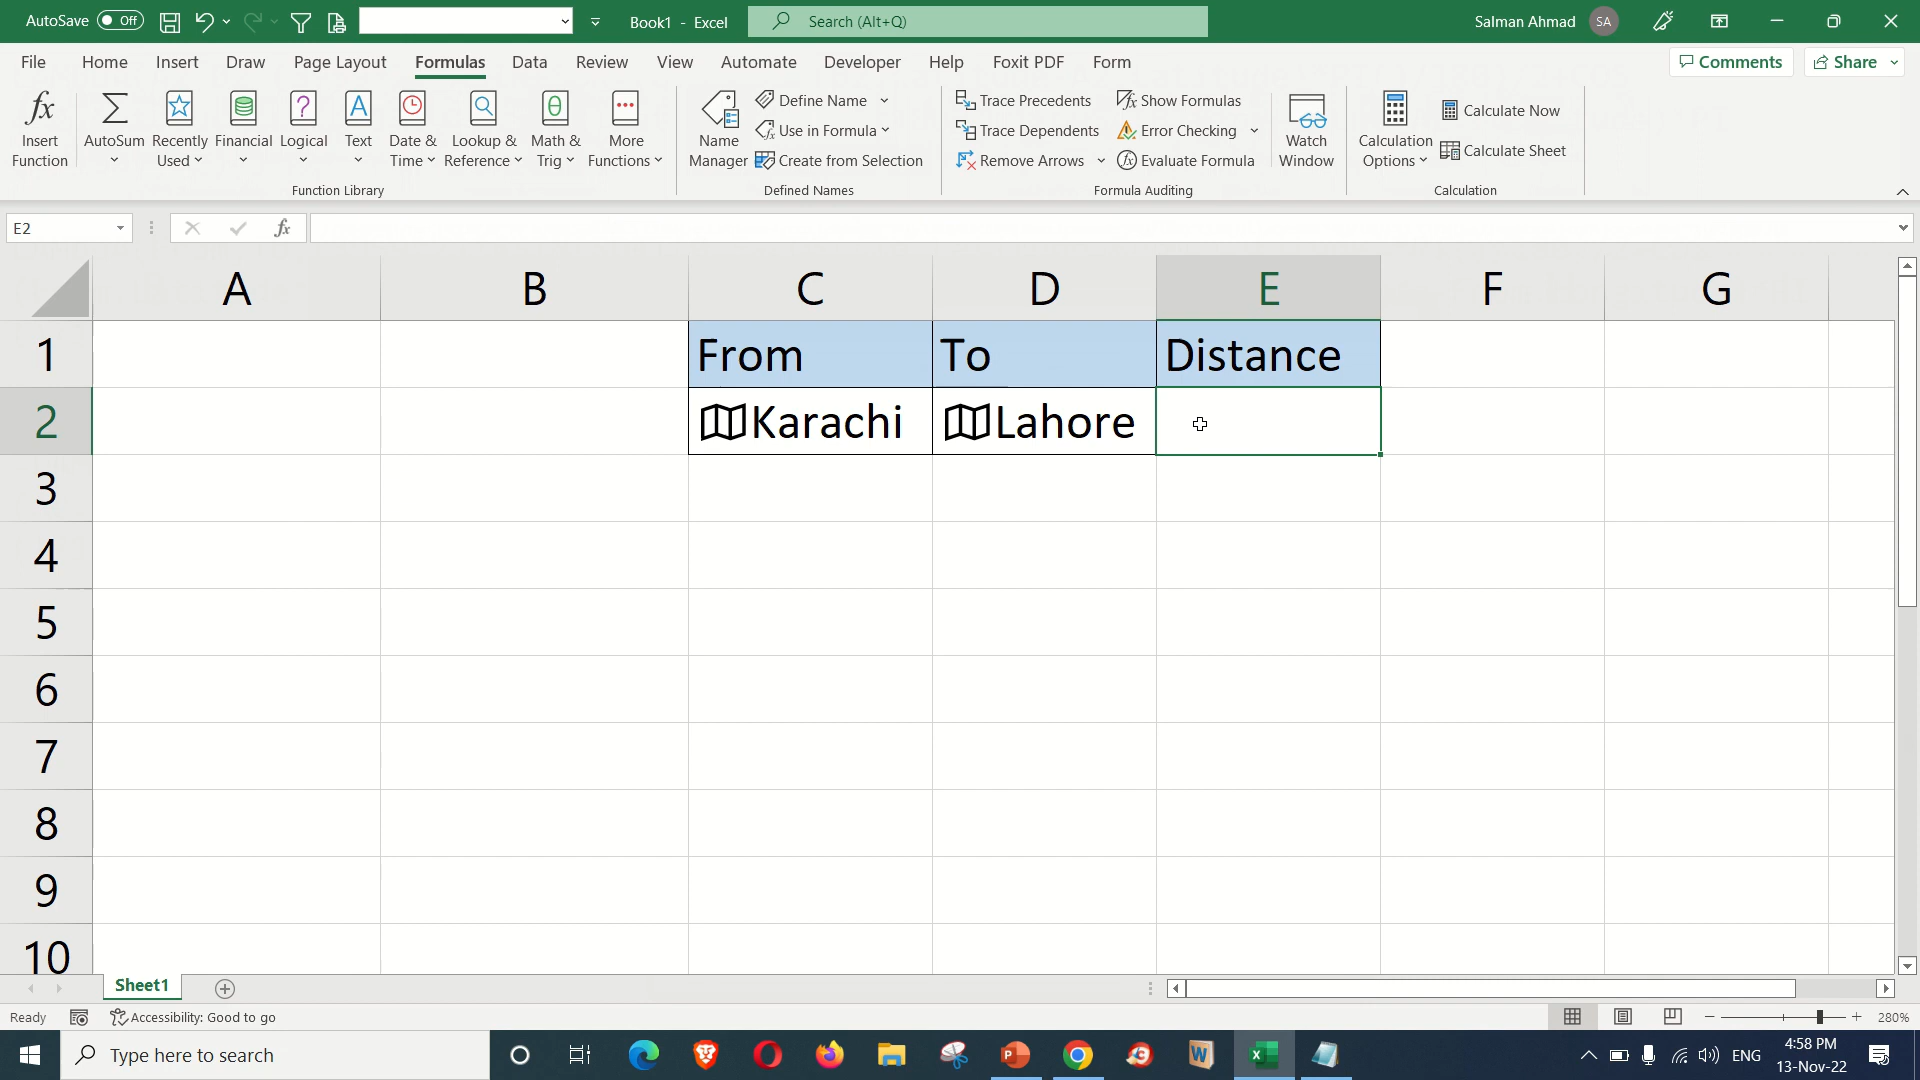 AutoSave Off Book1 - Excel Search (Alt+Q) Salman Ahmad SA
File Home Insert Draw Page Layout Formulas Data Review View Automate Developer Help Foxit PDF Form Comments Share
Insert Function
AutoSum
Recently Used
Financial
Logical
Text
Date & Time
Lookup & Reference
Math & Trig
More Functions
Function Library
Name Manager
Define Name
Use in Formula
Create from Selection
Defined Names
Trace Precedents
Trace Dependents
Remove Arrows
Show Formulas
Error Checking
Evaluate Formula
Formula Auditing
Watch Window
Calculation Options
Calculate Now
Calculate Sheet
Calculation
E2 fx
A B C D E F G
1 From To Distance
2 Karachi Lahore
3
4
5
6
7
8
9
10
Sheet1
Ready Accessibility: Good to go 280%
Type here to search ENG 4:58 PM
13-Nov-22